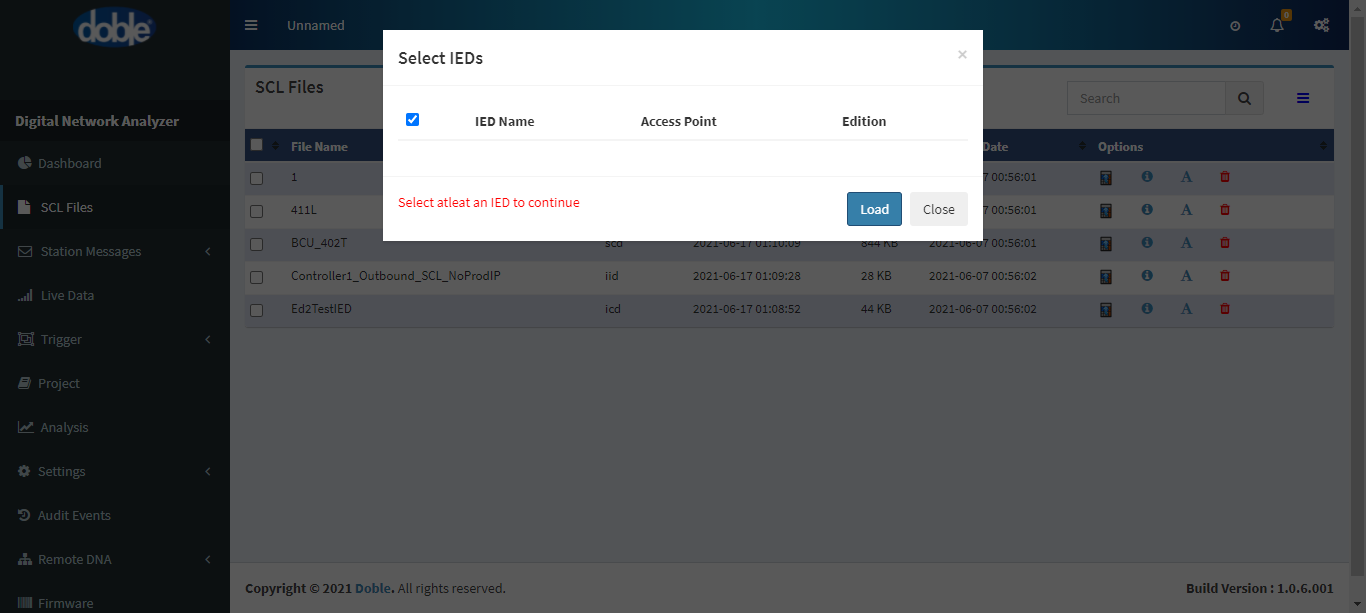 doble®
Unnamed
0
Digital Network Analyzer
Dashboard
SCL Files
Station Messages
Live Data
Trigger
Project
Analysis
Settings
Audit Events
Remote DNA
Firmware
Select IEDs
×
IED Name Access Point Edition
Select atleat an IED to continue
Load Close
SCL Files
Search
File Name Date Options
1 07 00:56:01
411L 07 00:56:01
BCU_402T scd 2021-06-17 01:10:09 844 KB 2021-06-07 00:56:01
Controller1_Outbound_SCL_NoProdIP iid 2021-06-17 01:09:28 28 KB 2021-06-07 00:56:02
Ed2TestIED icd 2021-06-17 01:08:52 44 KB 2021-06-07 00:56:02
Copyright © 2021 Doble. All rights reserved. Build Version : 1.0.6.001